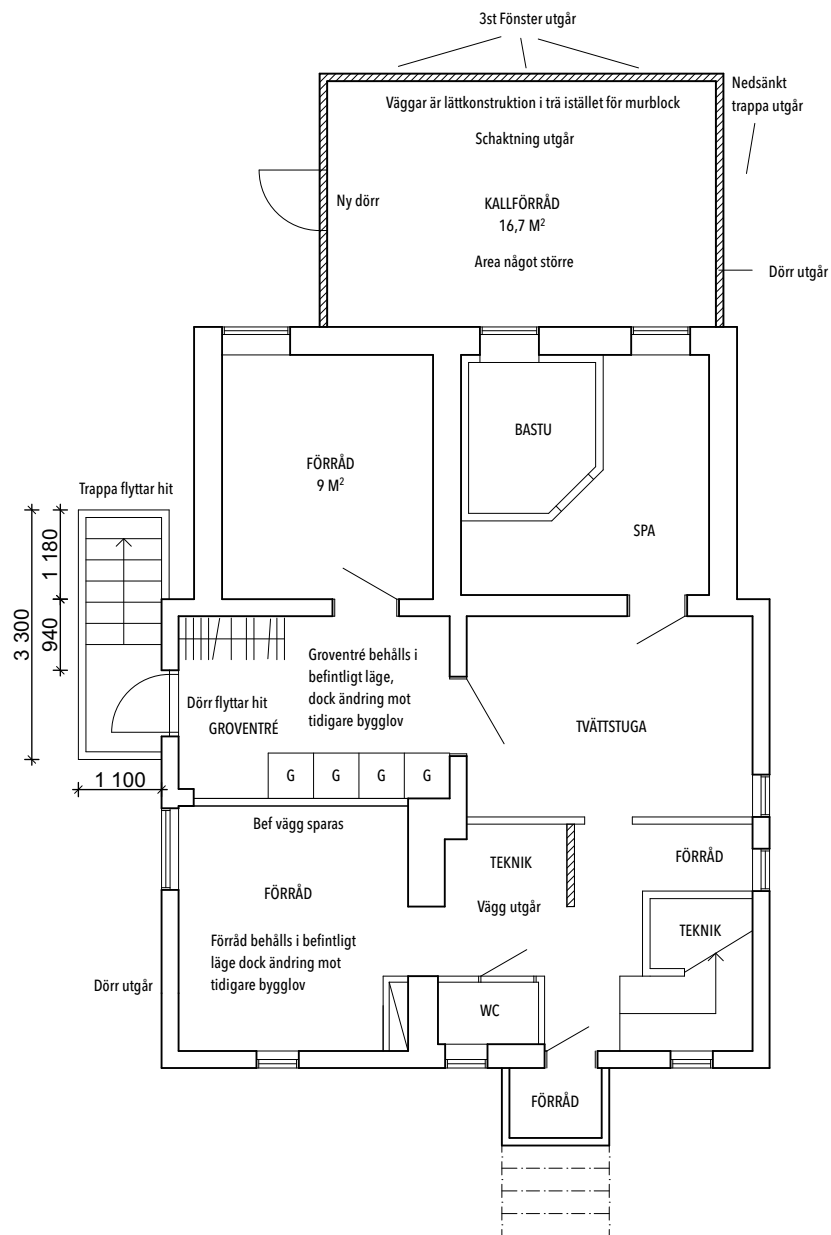 3st Fönster utgår
Nedsänkt
trappa utgår
Väggar är lättkonstruktion i trä istället för murblock
Schaktning utgår
Ny dörr
KALLFÖRRÅD
16,7 M²
Area något större
Dörr utgår
BASTU
FÖRRÅD
9 M²
SPA
Trappa flyttar hit
1 180
940
3 300
1 100
Groventré behålls i
befintligt läge,
dock ändring mot
tidigare bygglov
Dörr flyttar hit
GROVENTRÉ
TVÄTTSTUGA
G
G
G
G
Bef vägg sparas
TEKNIK
Vägg utgår
FÖRRÅD
FÖRRÅD
TEKNIK
Förråd behålls i befintligt
läge dock ändring mot
tidigare bygglov
Dörr utgår
WC
FÖRRÅD